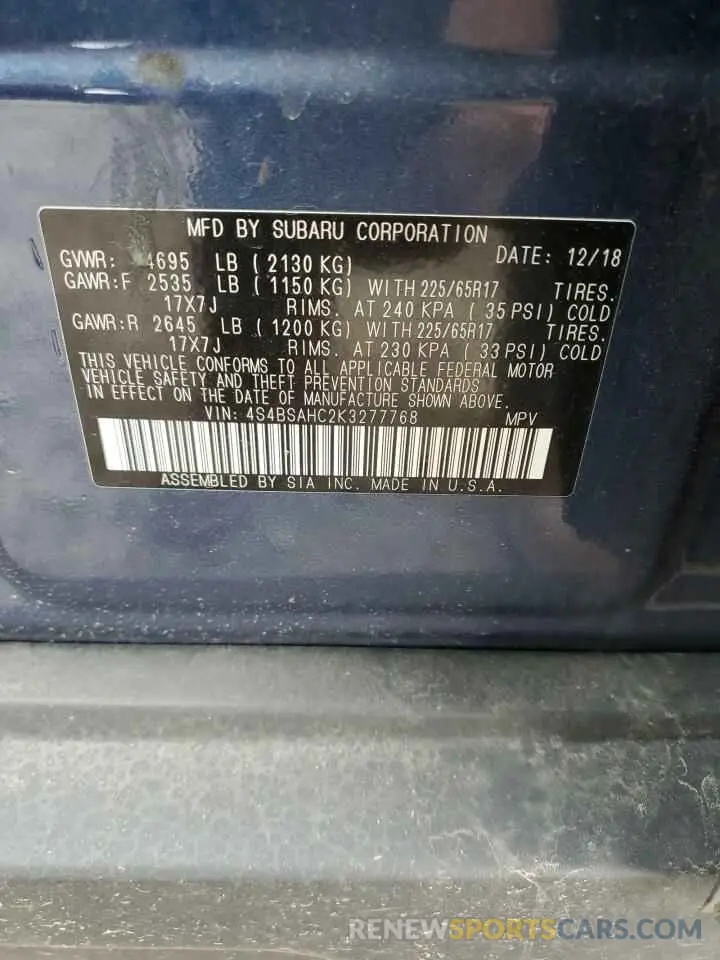 MFD BY SUBARU CORPORATION
DATE: 12/18
GVWR: 4695 LB (2130 KG)
GAWR:F 2535 LB (1150 KG) WITH 225/65R17 TIRES.
17X7J RIMS. AT 240 KPA ( 35 PSI) COLD
GAWR:R 2645 LB (1200 KG) WITH 225/65R17 TIRES.
17X7J RIMS. AT 230 KPA ( 33 PSI) COLD
THIS VEHICLE CONFORMS TO ALL APPLICABLE FEDERAL MOTOR
VEHICLE SAFETY AND THEFT PREVENTION STANDARDS
IN EFFECT ON THE DATE OF MANUFACTURE SHOWN ABOVE.
VIN: 4S4BSAHC2K3277768 MPV
ASSEMBLED BY SIA INC. MADE IN U.S.A.
RENEWSPORTSCARS.COM